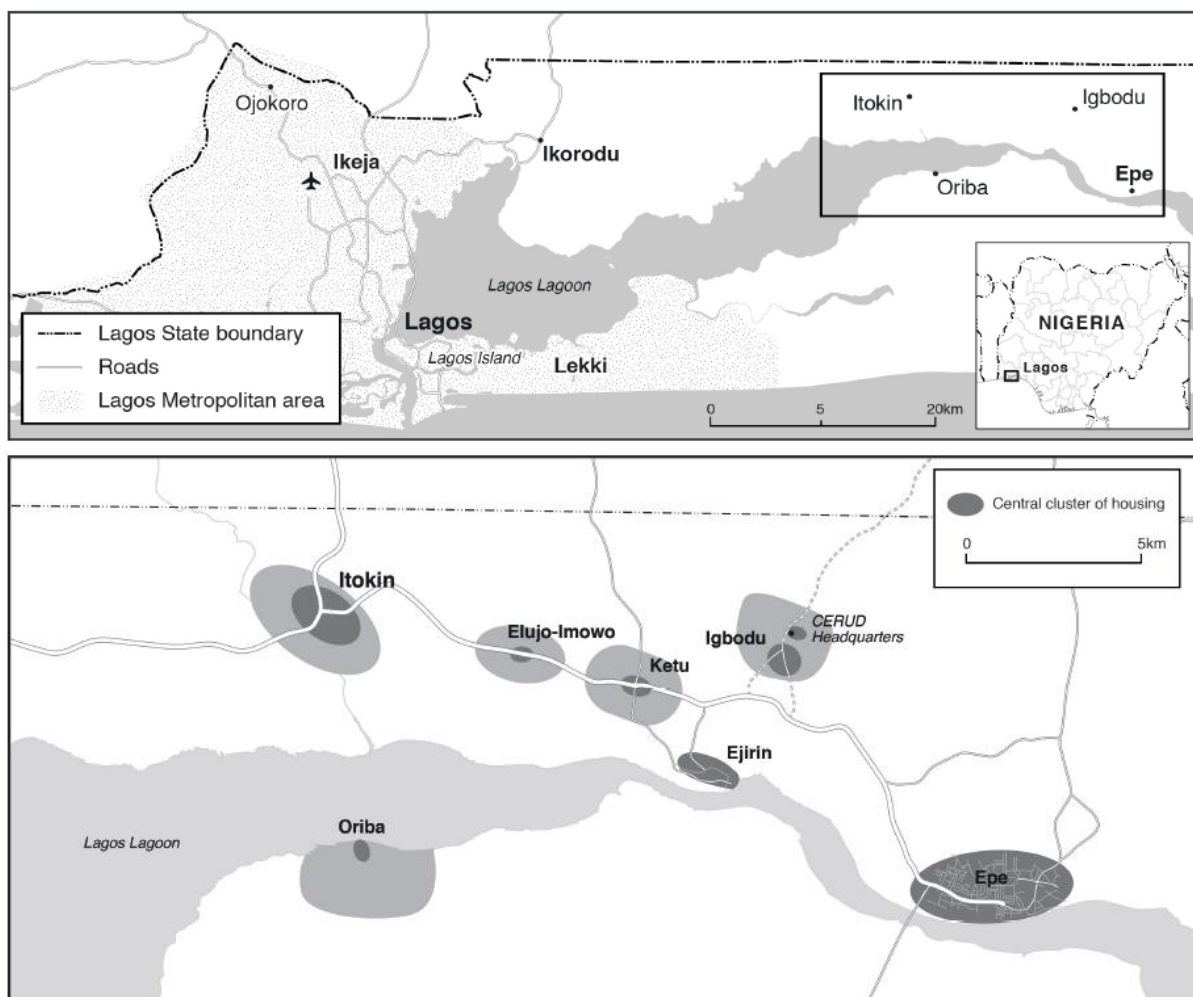 Ojokoro
Ikeja
Ikorodu
Itokin
Igbodu
Oriba
Epe
Lagos Lagoon
Lagos
Lagos Island
Lekki
Lagos State boundary
Roads
Lagos Metropolitan area
0 5 20km
NIGERIA
Lagos
Central cluster of housing
0 5km
Itokin
Elujo-Imowo
Ketu
Igbodu
CERUD
Headquarters
Ejirin
Oriba
Lagos Lagoon
Epe